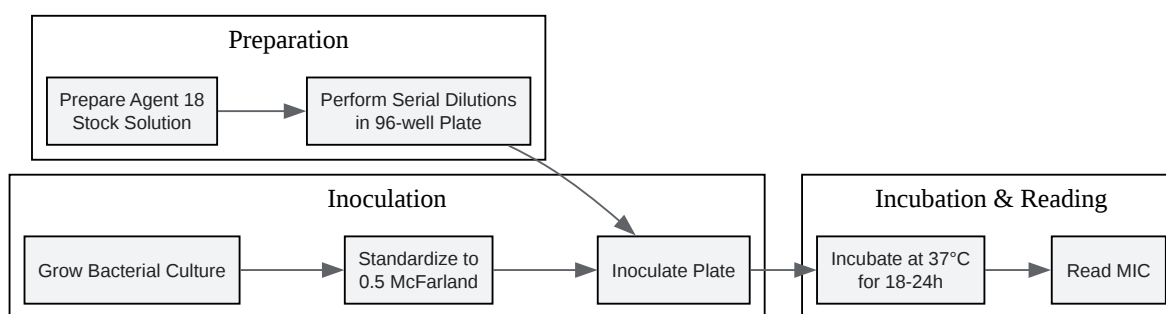 Preparation
Prepare Agent 18
Stock Solution
Perform Serial Dilutions
in 96-well Plate
Inoculation
Grow Bacterial Culture
Standardize to
0.5 McFarland
Inoculate Plate
Incubation & Reading
Incubate at 37°C
for 18-24h
Read MIC